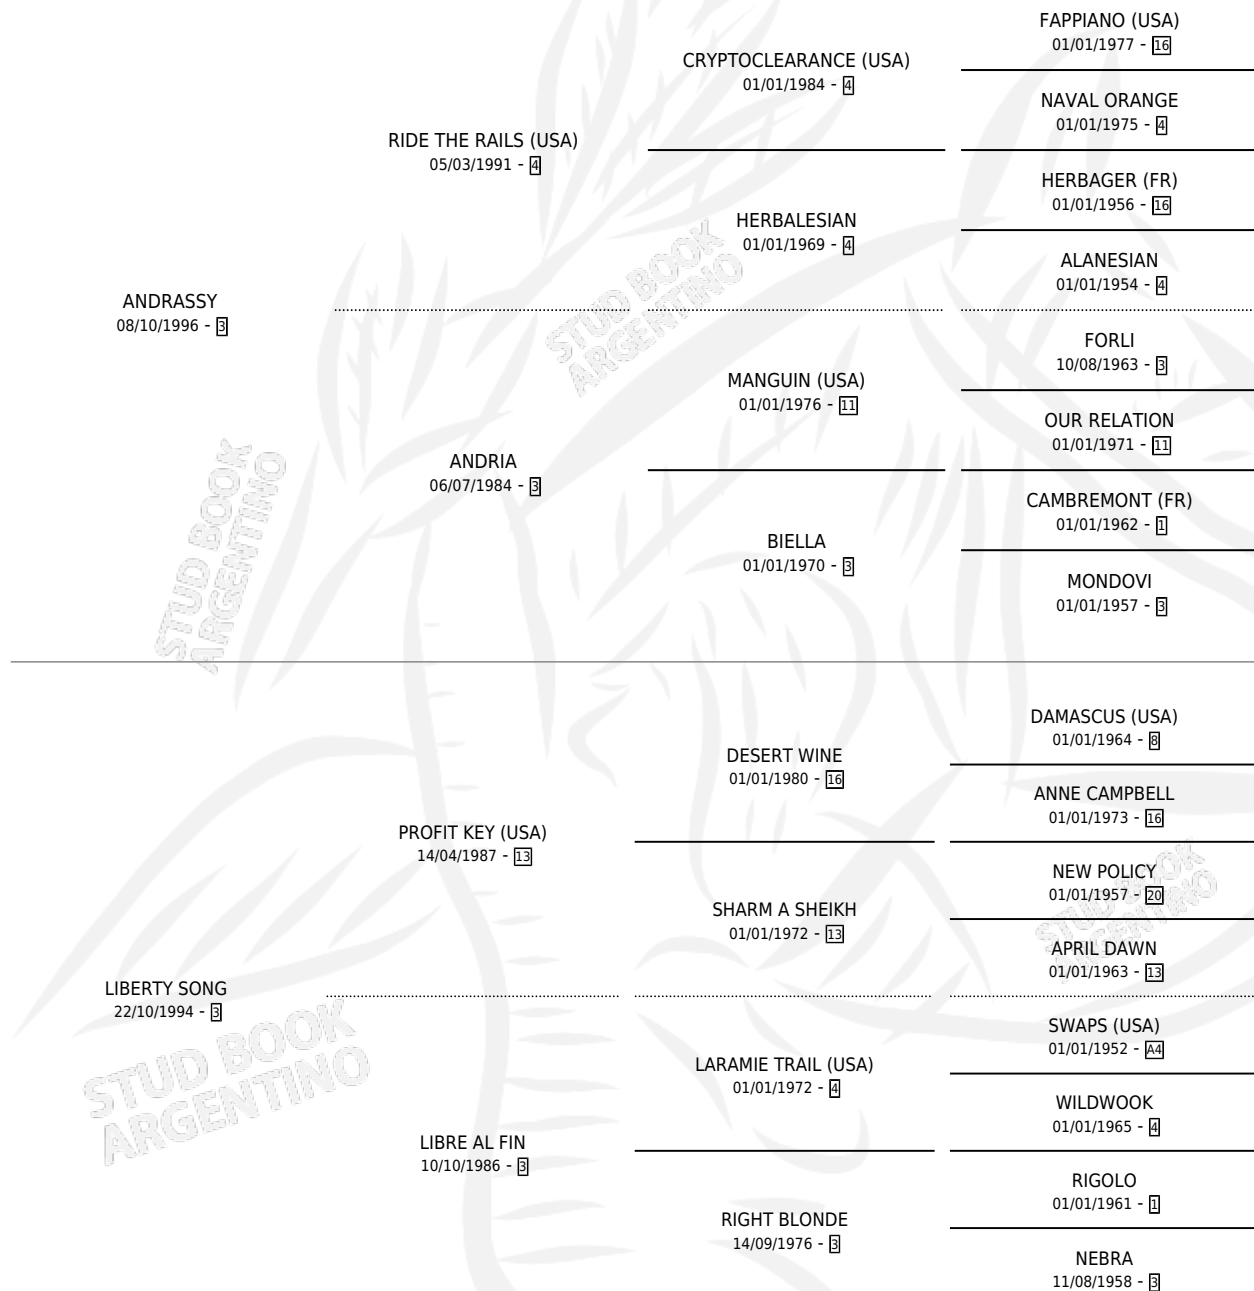 FAPPIANO (USA)
01/01/1977 - 16
CRYPTOCLEARANCE (USA)
01/01/1984 - 4
NAVAL ORANGE
01/01/1975 - 4
RIDE THE RAILS (USA)
05/03/1991 - 4
HERBAGER (FR)
01/01/1956 - 16
HERBALESIAN
01/01/1969 - 4
ALANESIAN
01/01/1954 - 4
ANDRASSY
08/10/1996 - 3
STUD BOOK
ARGENTINO
FORLI
10/08/1963 - 3
MANGUIN (USA)
01/01/1976 - 11
OUR RELATION
01/01/1971 - 11
ANDRIA
06/07/1984 - 3
CAMBREMONT (FR)
01/01/1962 - 1
BIELLA
01/01/1970 - 3
MONDOVI
01/01/1957 - 3
STUD BOOK
ARGENTINO
DAMASCUS (USA)
01/01/1964 - 8
DESERT WINE
01/01/1980 - 16
ANNE CAMPBELL
01/01/1973 - 16
PROFIT KEY (USA)
14/04/1987 - 13
NEW POLICY
01/01/1957 - 20
SHARM A SHEIKH
01/01/1972 - 13
STUD BOOK
ARGENTINO
APRIL DAWN
01/01/1963 - 13
LIBERTY SONG
22/10/1994 - 3
SWAPS (USA)
01/01/1952 - A4
LARAMIE TRAIL (USA)
01/01/1972 - 4
WILDWOOK
01/01/1965 - 4
STUD BOOK
ARGENTINO
LIBRE AL FIN
10/10/1986 - 3
RIGOLO
01/01/1961 - 1
RIGHT BLONDE
14/09/1976 - 3
NEBRA
11/08/1958 - 3